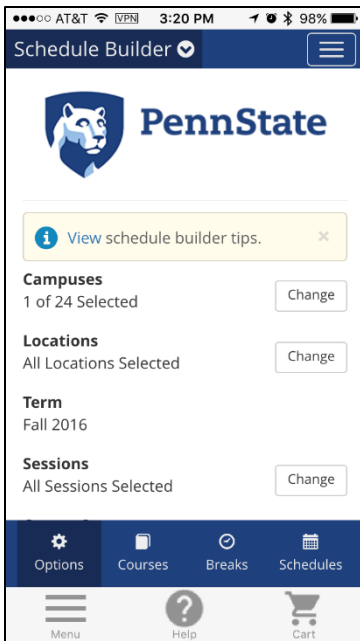 AT&T VPN 3:20 PM 98%
Schedule Builder
PennState
View schedule builder tips. ×
Campuses
1 of 24 Selected
Change
Locations
All Locations Selected
Change
Term
Fall 2016
Sessions
All Sessions Selected
Change
Options Courses Breaks Schedules
Menu Help Cart